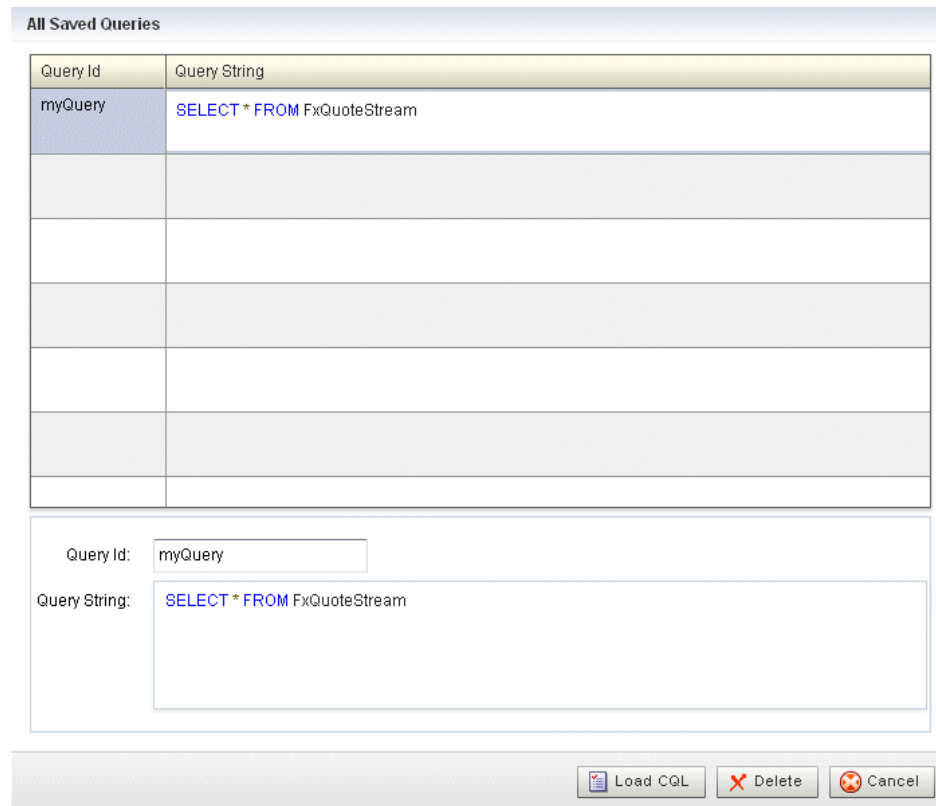 All Saved Queries
Query Id Query String
myQuery SELECT * FROM FxQuoteStream
Query Id: myQuery
Query String: SELECT * FROM FxQuoteStream
Load CQL Delete Cancel